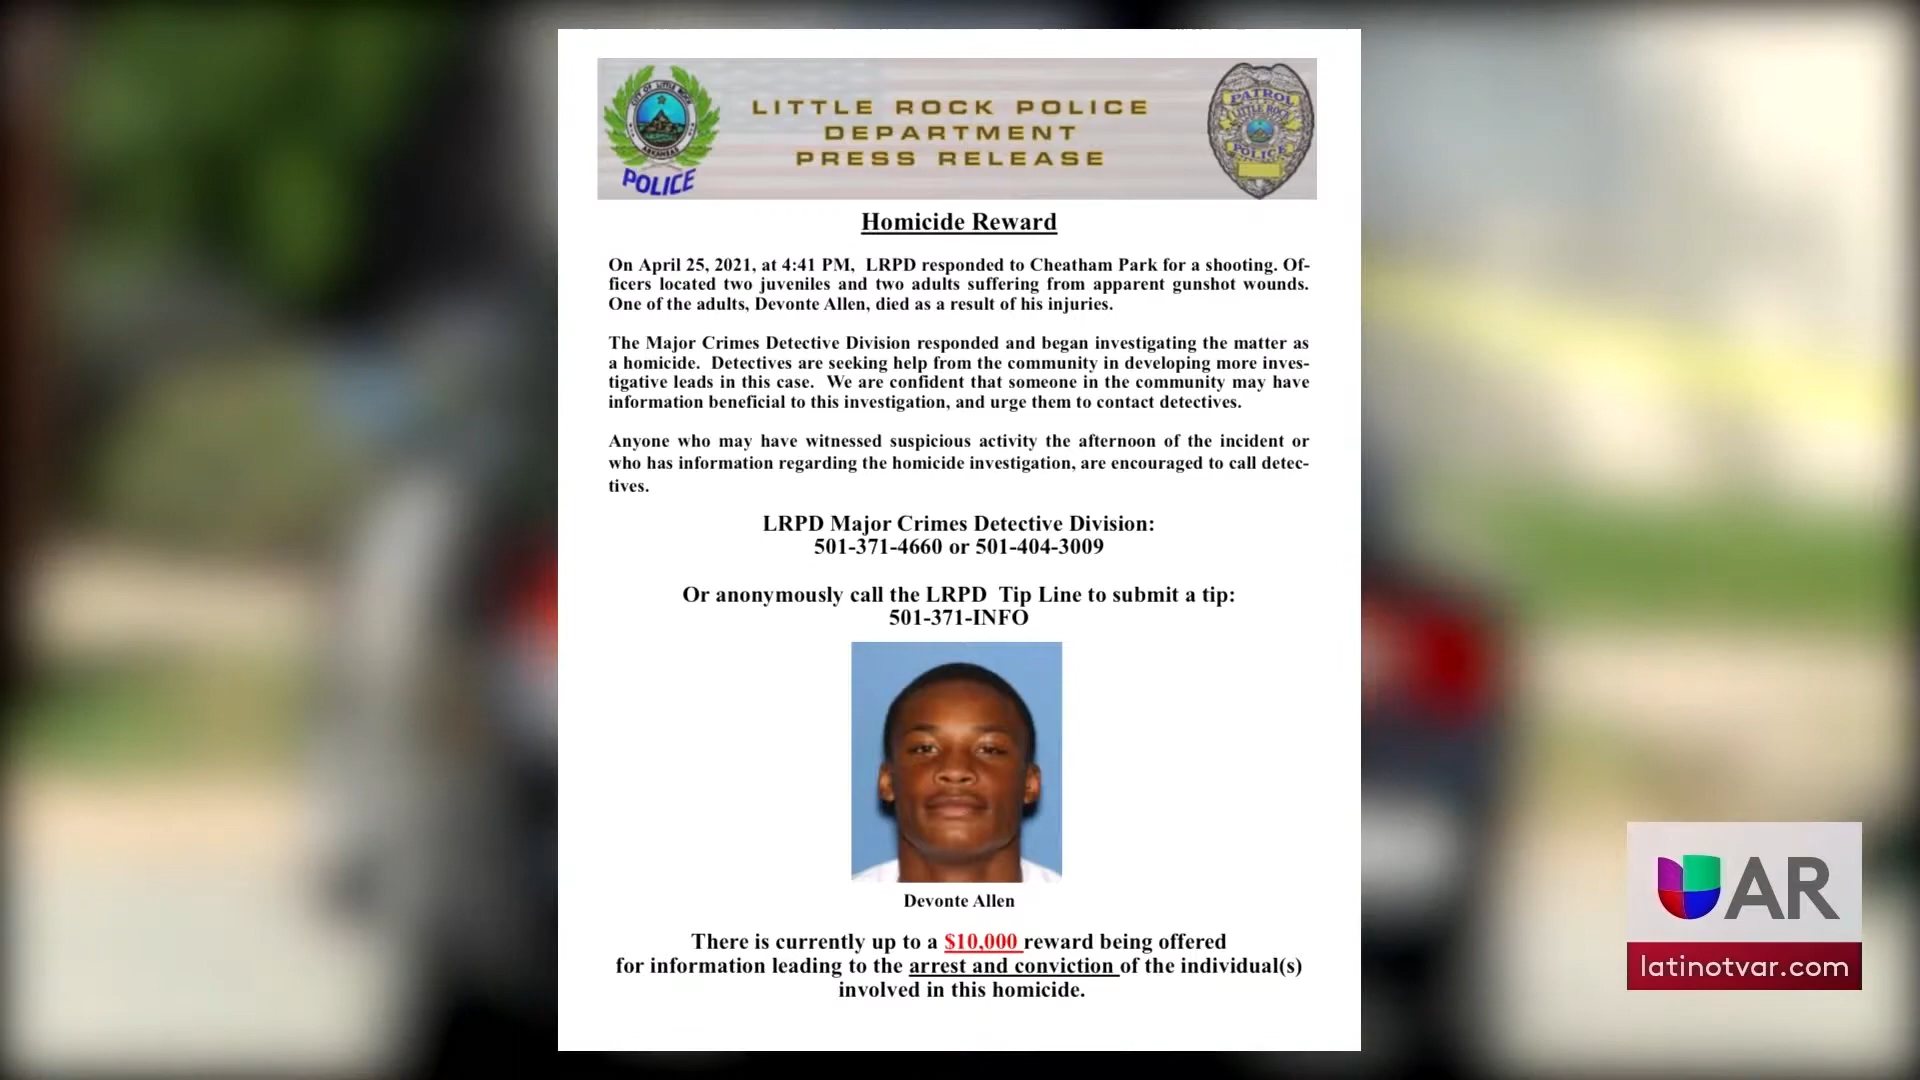 CITY OF LITTLE ROCK
ARKANSAS
POLICE
LITTLE ROCK POLICE
DEPARTMENT
PRESS RELEASE
PATROL
LITTLE ROCK
POLICE
Homicide Reward
On April 25, 2021, at 4:41 PM,  LRPD responded to Cheatham Park for a shooting. Of-
ficers located two juveniles and two adults suffering from apparent gunshot wounds.
One of the adults, Devonte Allen, died as a result of his injuries.
The Major Crimes Detective Division responded and began investigating the matter as
a homicide.  Detectives are seeking help from the community in developing more inves-
tigative leads in this case.  We are confident that someone in the community may have
information beneficial to this investigation, and urge them to contact detectives.
Anyone who may have witnessed suspicious activity the afternoon of the incident or
who has information regarding the homicide investigation, are encouraged to call detec-
tives.
LRPD Major Crimes Detective Division:
501-371-4660 or 501-404-3009
Or anonymously call the LRPD  Tip Line to submit a tip:
501-371-INFO
Devonte Allen
There is currently up to a $10,000 reward being offered
for information leading to the arrest and conviction of the individual(s)
involved in this homicide.
AR
latinotvar.com